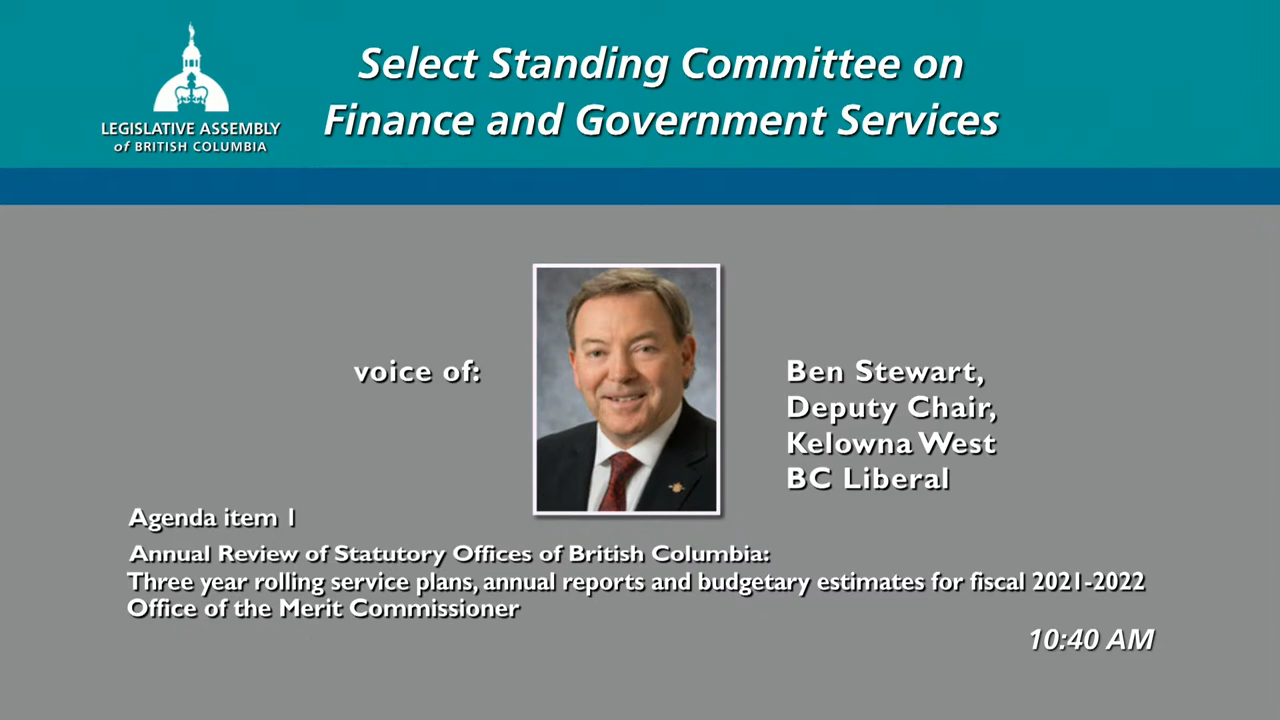 Select Standing Committee on
Finance and Government Services
LEGISLATIVE ASSEMBLY
of BRITISH COLUMBIA
voice of:
Ben Stewart,
Deputy Chair,
Kelowna West
BC Liberal
Agenda item 1
Annual Review of Statutory Offices of British Columbia:
Three year rolling service plans, annual reports and budgetary estimates for fiscal 2021-2022
Office of the Merit Commissioner
10:40 AM